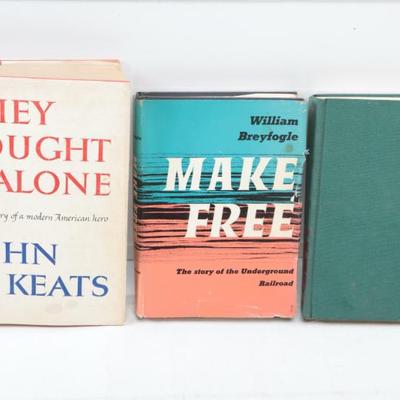 HEY
OUGHT
ALONE
ry of a modern American hero
HN
KEATS
William
Breyfogle
MAKE
FREE
The story of the Underground
Railroad